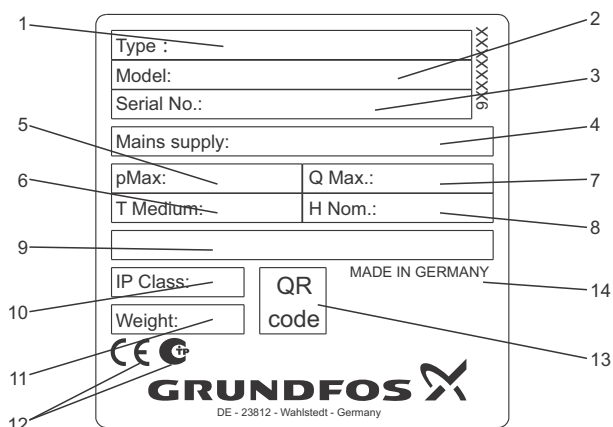 1
2
Type :
XXXXXXX6
Model:
3
Serial No.:
5
4
Mains supply:
pMax:
Q Max.:
6
7
T Medium:
H Nom.:
8
9
MADE IN GERMANY
IP Class:
QR
code
14
10
Weight:
13
11
CE
12
GRUNDFOS
DE - 23812 - Wahlstedt - Germany